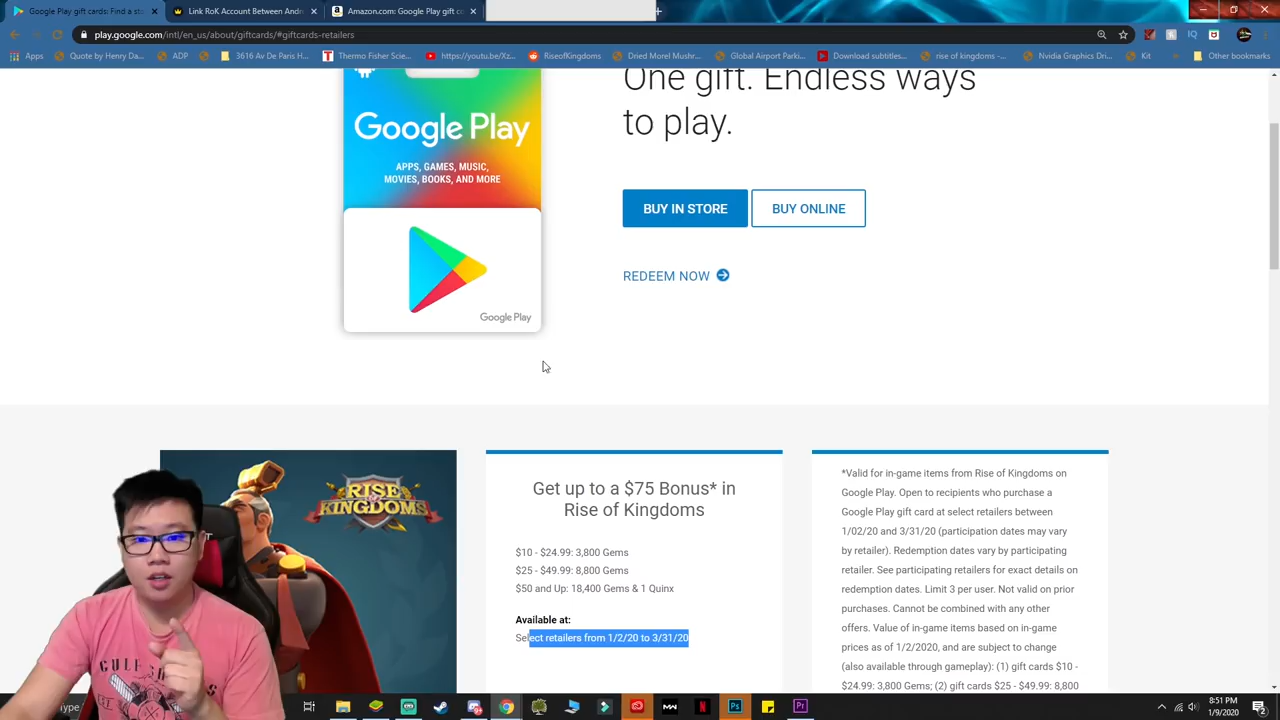 Google Play gift cards: st
Link RoK Account Between And
Amazon.com: Google Play gift c
play.google.com/intl/en_us/about/giftcards/#giftcards-retailers
Apps
Quote by Henry Da...
ADP
3616 Av De Paris H...
Thermo Fisher Scie...
https://youtu.be/Xz...
RiseofKingdoms
Dried Morel Mushr...
Global Airport Parki...
Download subtitles...
rise of kingdoms -...
Nvidia Graphics Dri...
Kit
Other bookmarks
Google Play
APPS, GAMES, MUSIC,
MOVIES, BOOKS, AND MORE
Google Play
One gift. Endless ways
to play.
BUY IN STORE
BUY ONLINE
REDEEM NOW
RISE OF
KINGDOMS
Get up to a $75 Bonus* in
Rise of Kingdoms
$10 - $24.99: 3,800 Gems
$25 - $49.99: 8,800 Gems
$50 and Up: 18,400 Gems & 1 Quinx
Available at:
Select retailers from 1/2/20 to 3/31/20
*Valid for in-game items from Rise of Kingdoms on
Google Play. Open to recipients who purchase a
Google Play gift card at select retailers between
1/02/20 and 3/31/20 (participation dates may vary
by retailer). Redemption dates vary by participating
retailer. See participating retailers for exact details on
redemption dates. Limit 3 per user. Not valid on prior
purchases. Cannot be combined with any other
offers. Value of in-game items based on in-game
prices as of 1/2/2020, and are subject to change
(also available through gameplay): (1) gift cards $10 -
$24.99: 3,800 Gems; (2) gift cards $25 - $49.99: 8,800
8:51 PM
1/9/2020